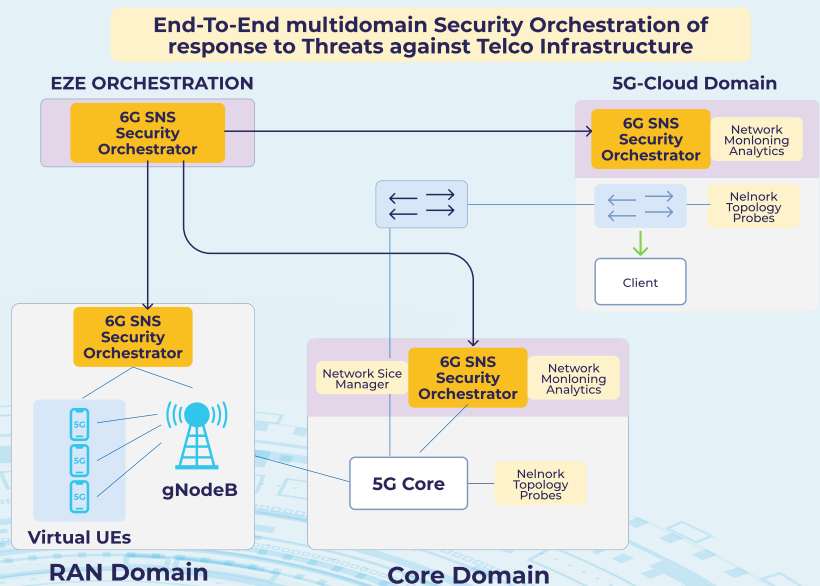 End-To-End multidomain Security Orchestration of
response to Threats against Telco Infrastructure
EZE ORCHESTRATION
6G SNS
Security
Orchestrator
5G-Cloud Domain
6G SNS
Security
Orchestrator
Network
Monloning
Analytics
Nelnork
Topology
Probes
Client
6G SNS
Security
Orchestrator
5G
5G
5G
gNodeB
Virtual UEs
RAN Domain
Network Sice
Manager
6G SNS
Security
Orchestrator
Network
Monloning
Analytics
5G Core
Nelnork
Topology
Probes
Core Domain